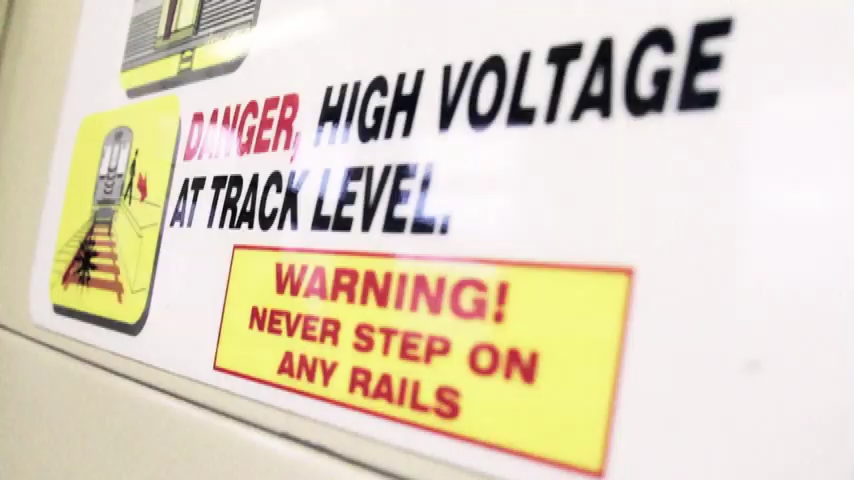 DANGER, HIGH VOLTAGE
AT TRACK LEVEL.
WARNING!
NEVER STEP ON
ANY RAILS